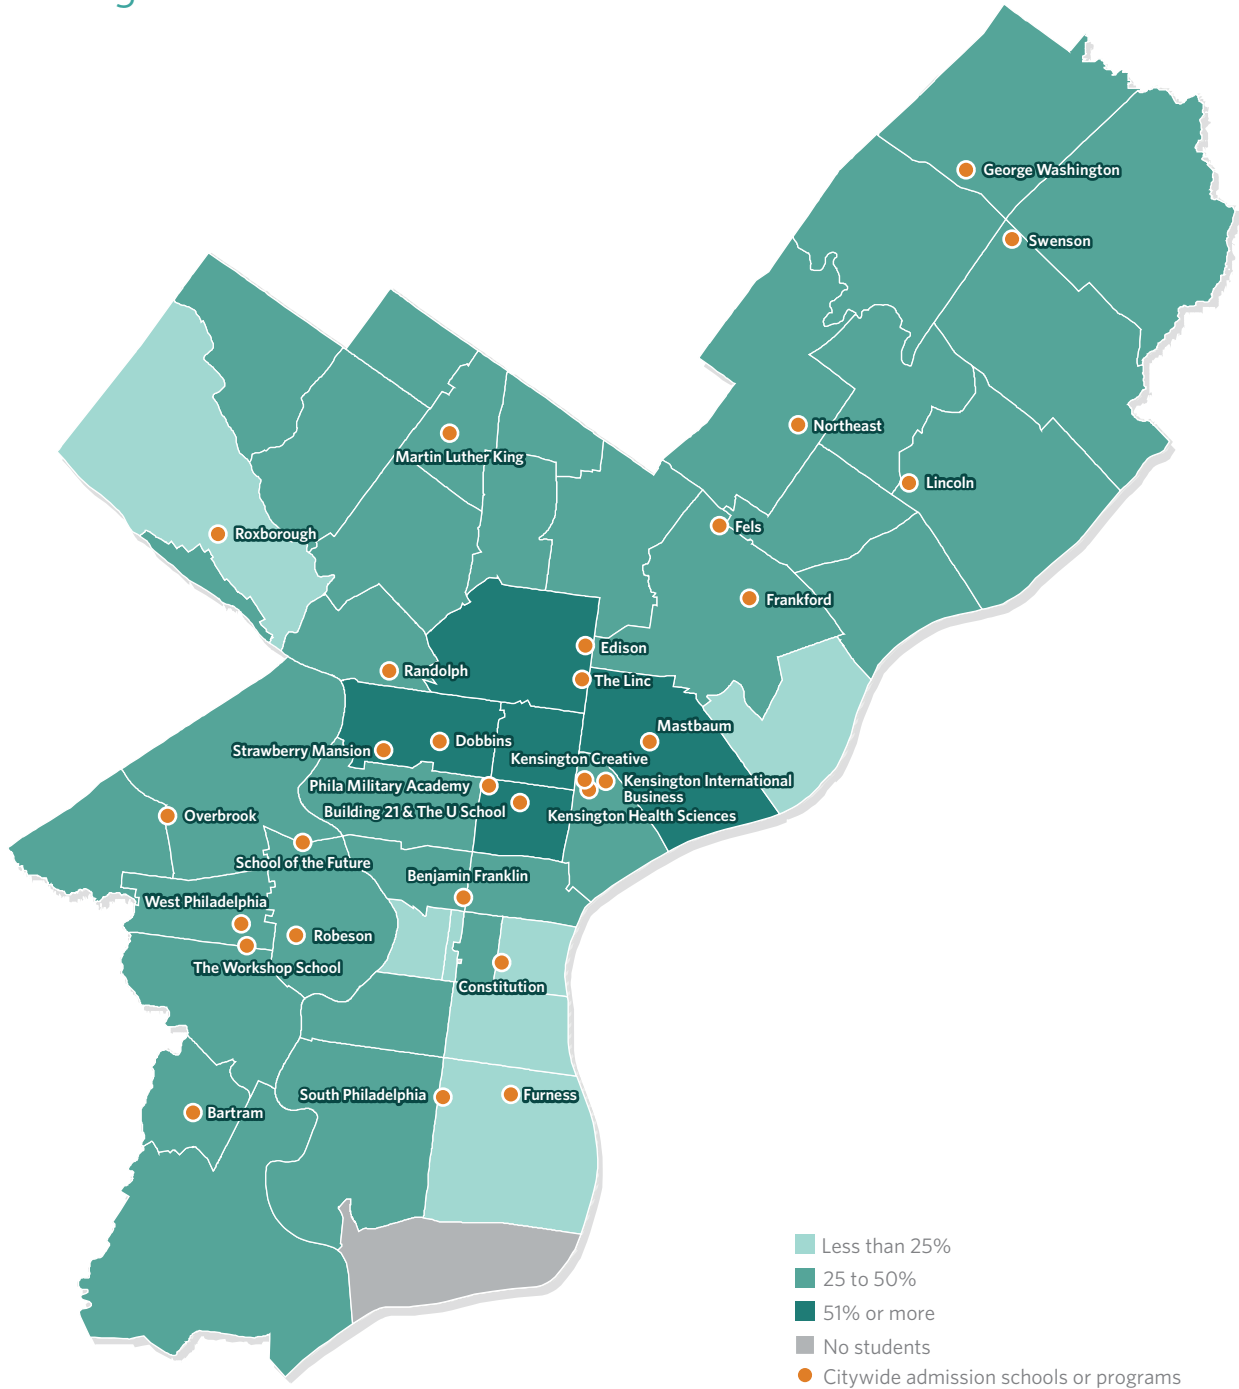 George Washington
Swenson
Northeast
Martin Luther King
Lincoln
Fels
Roxborough
Frankford
Edison
Randolph
The Linc
Mastbaum
Dobbins
Strawberry Mansion
Kensington Creative
Phila Military Academy
Kensington International
Business
Building 21 & The U School
Overbrook
Kensington Health Sciences
School of the Future
Benjamin Franklin
West Philadelphia
Robeson
The Workshop School
Constitution
South Philadelphia
Furness
Bartram
Less than 25%
25 to 50%
51% or more
No students
Citywide admission schools or programs